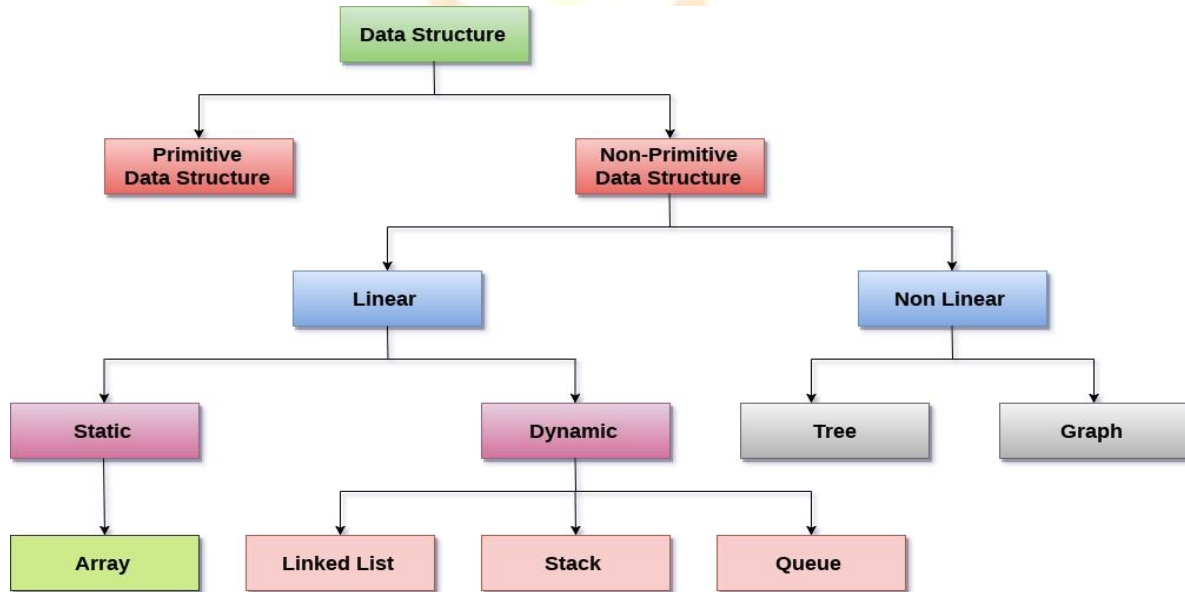 Data Structure
Primitive
Data Structure
Non-Primitive
Data Structure
Linear
Non Linear
Static
Dynamic
Tree
Graph
Array
Linked List
Stack
Queue